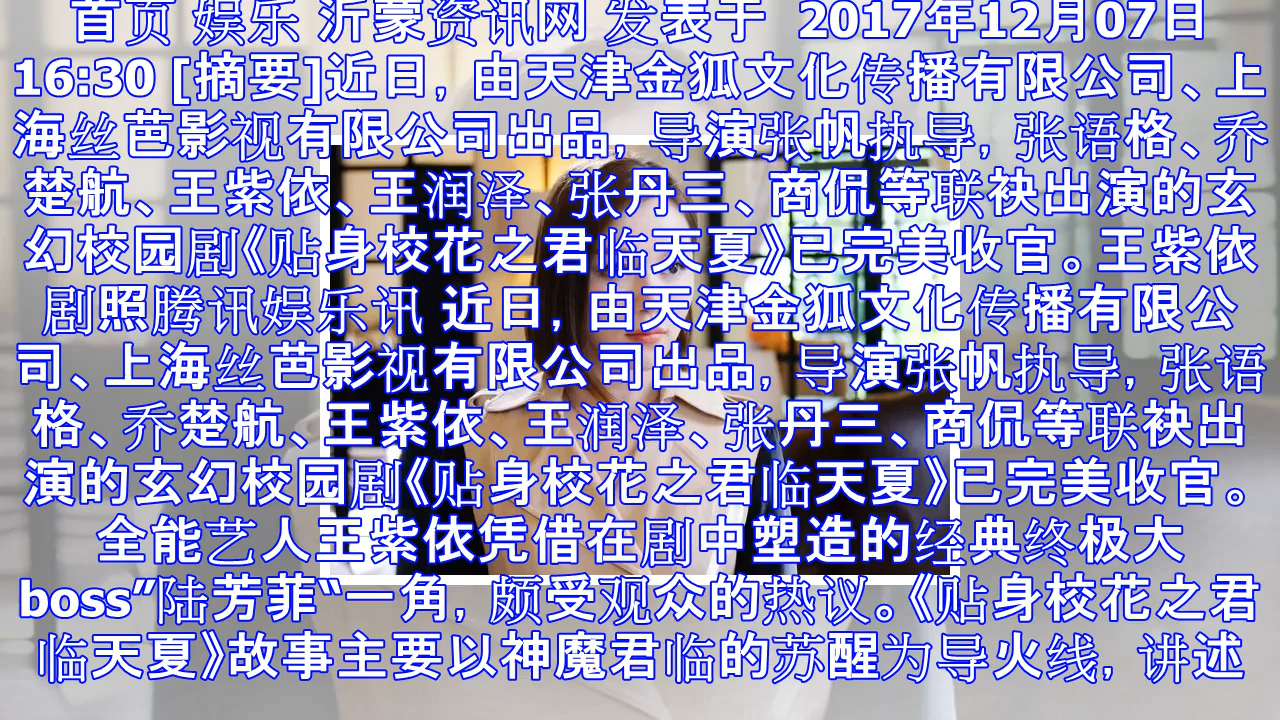 首页 娱乐 沂蒙资讯网 发表于 2017年12月07日
16:30 [摘要]近日，由天津金狐文化传播有限公司、上
海丝芭影视有限公司出品，导演张帆执导，张语格、乔
楚航、王紫依、王润泽、张丹三、商侃等联袂出演的玄
幻校园剧《贴身校花之君临天夏》已完美收官。王紫依
剧照腾讯娱乐讯 近日，由天津金狐文化传播有限公
司、上海丝芭影视有限公司出品，导演张帆执导，张语
格、乔楚航、王紫依、王润泽、张丹三、商侃等联袂出
演的玄幻校园剧《贴身校花之君临天夏》已完美收官。
全能艺人王紫依凭借在剧中塑造的经典终极大
boss”陆芳菲“一角，颇受观众的热议。《贴身校花之君
临天夏》故事主要以神魔君临的苏醒为导火线，讲述